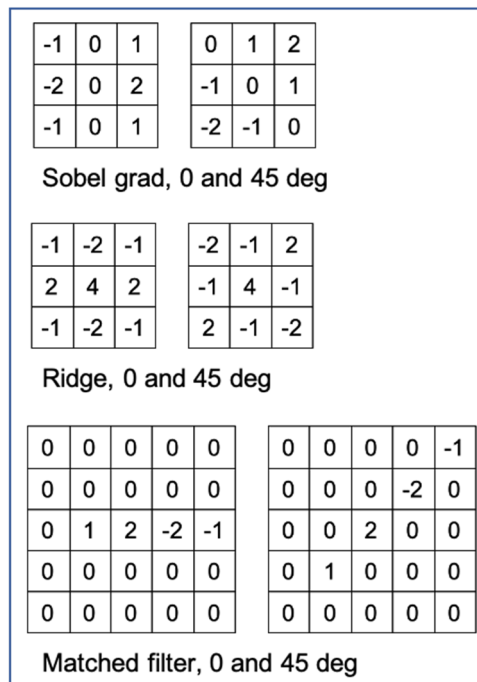 -1 0 1 0 1 2
-2 0 2 -1 0 1
-1 0 1 -2 -1 0
Sobel grad, 0 and 45 deg
-1 -2 -1 -2 -1 2
2 4 2 -1 4 -1
-1 -2 -1 2 -1 -2
Ridge, 0 and 45 deg
0 0 0 0 0 0 0 0 0 -1
0 0 0 0 0 0 0 0 -2 0
0 1 2 -2 -1 0 0 2 0 0
0 0 0 0 0 0 1 0 0 0
0 0 0 0 0 0 0 0 0 0
Matched filter, 0 and 45 deg